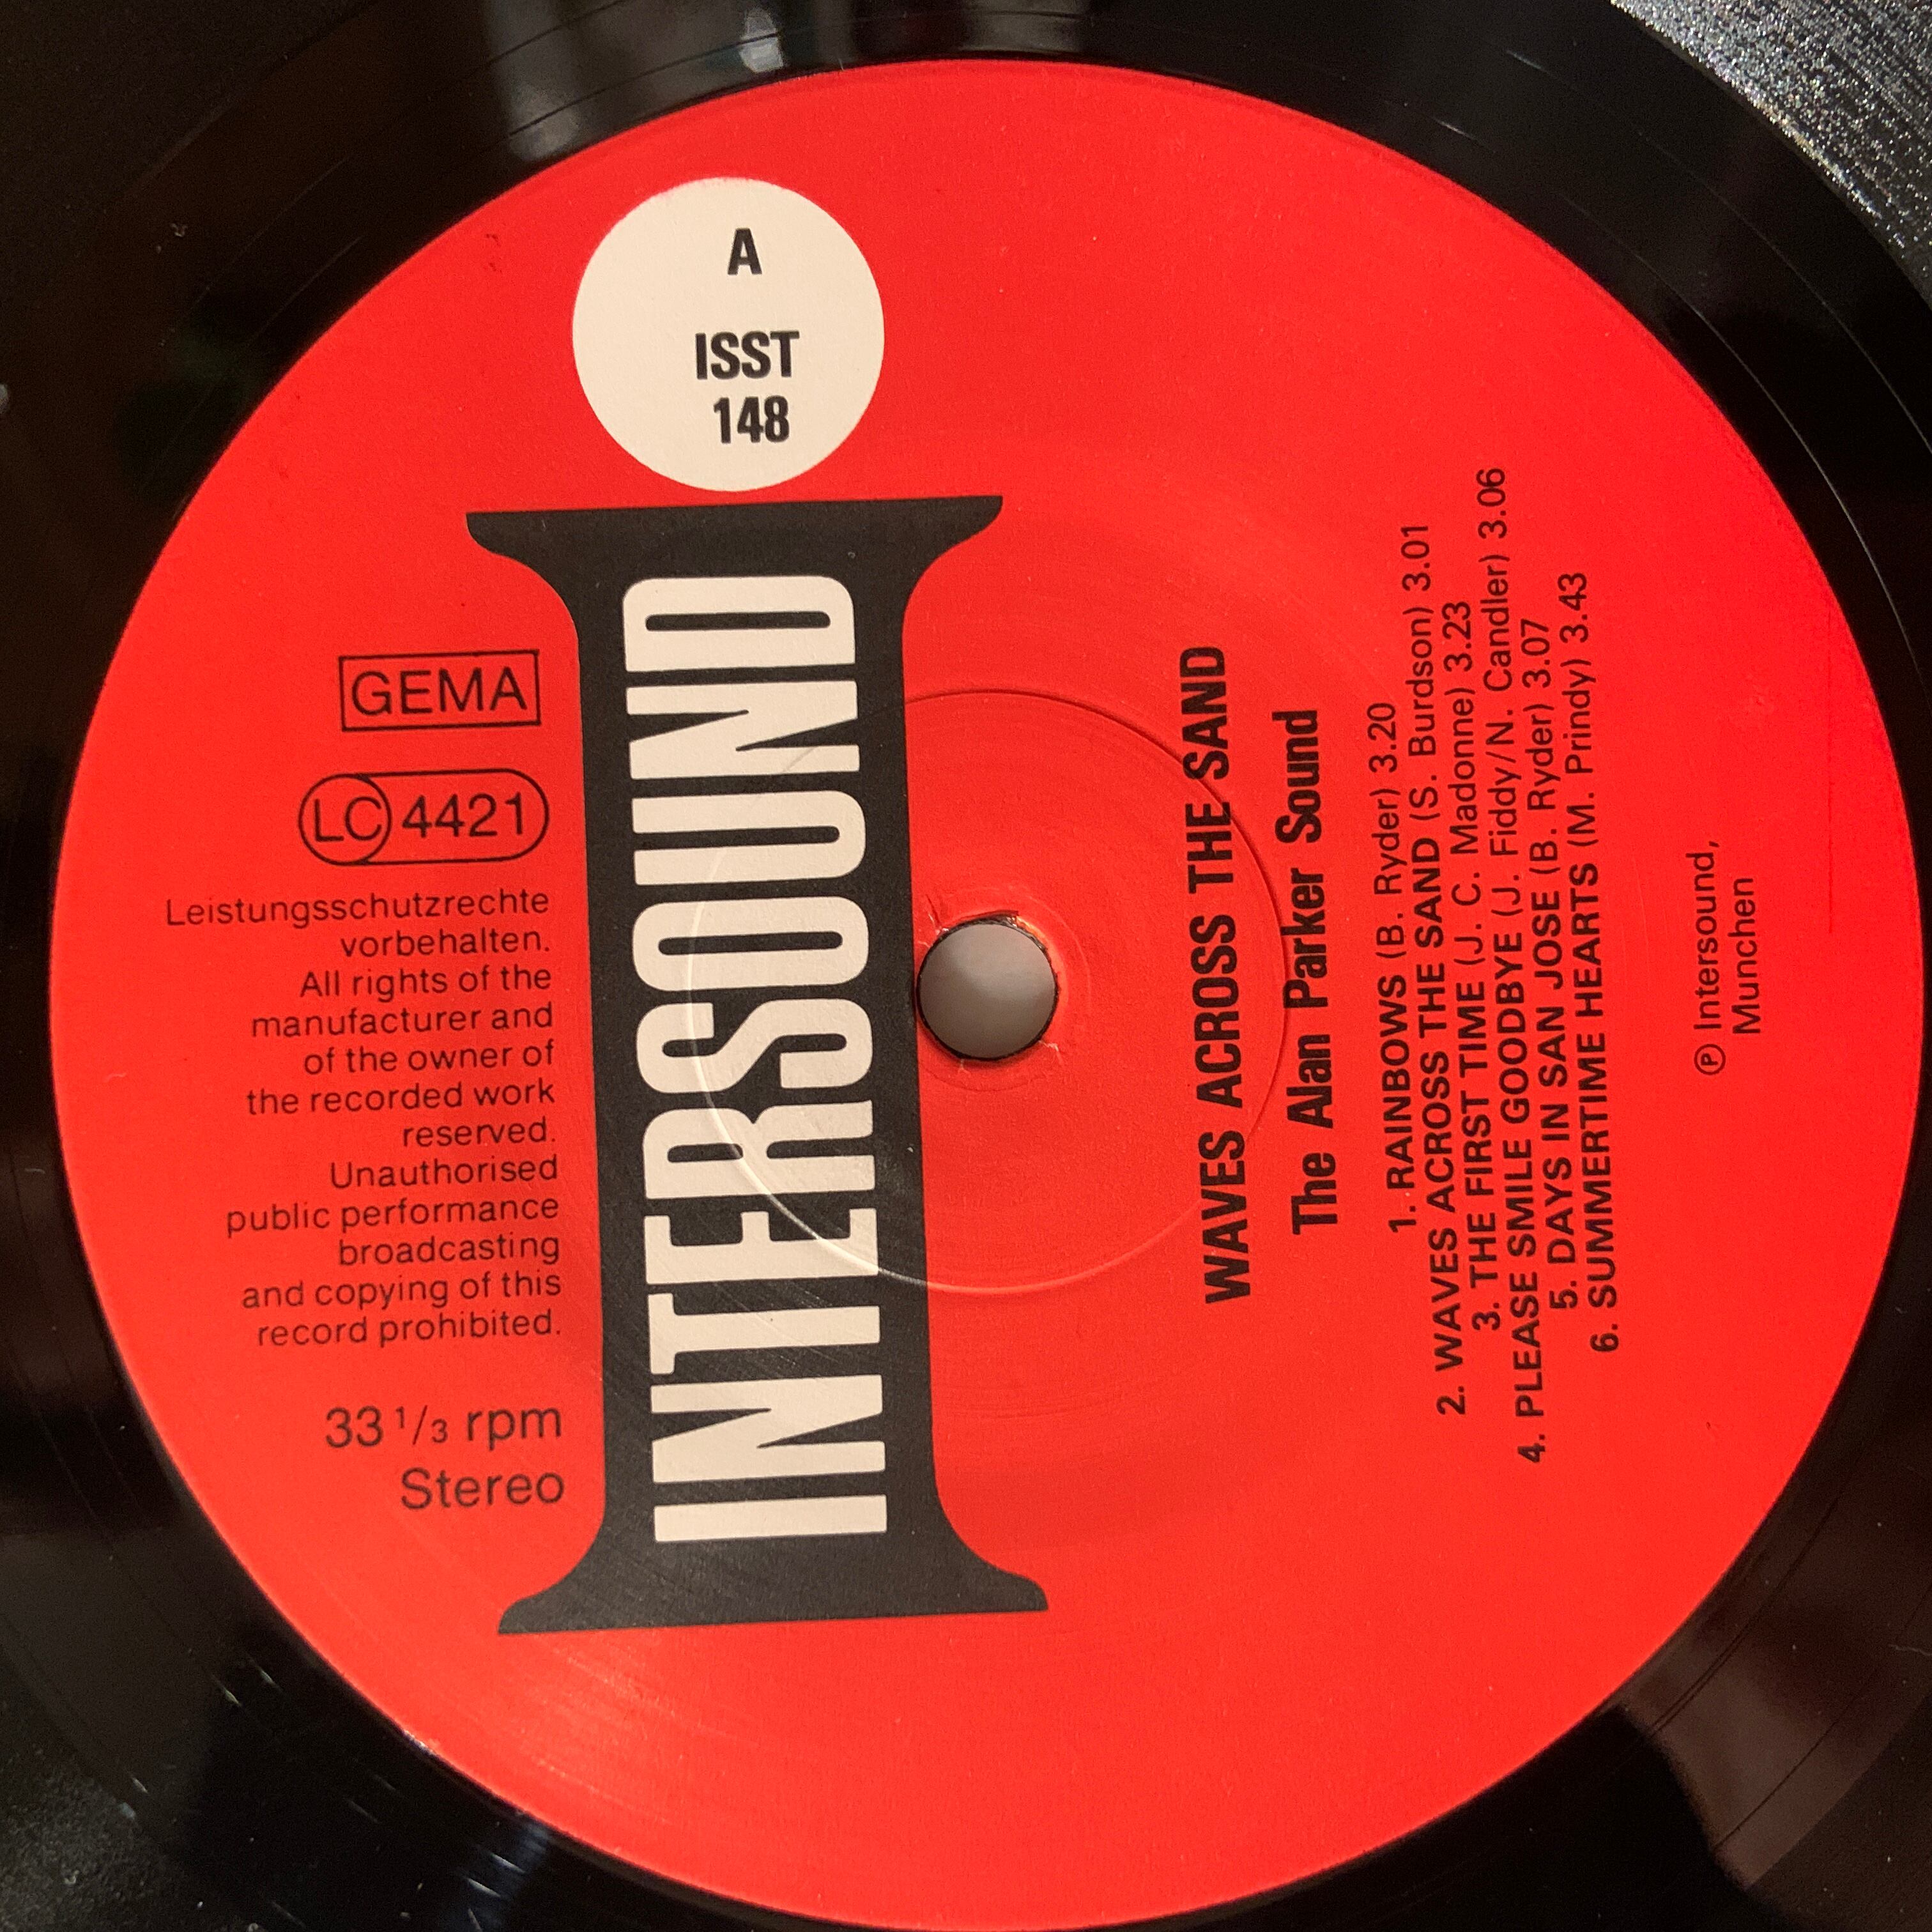 A
ISST
148
GEMA
LC 4421
Leistungsschutzrechte
vorbehalten.
All rights of the
manufacturer and
of the owner of
the recorded work
reserved.
Unauthorised
public performance
broadcasting
and copying of this
record prohibited.
33 1/3 rpm
Stereo
INTERSOUND
WAVES ACROSS THE SAND
The Alan Parker Sound
1. RAINBOWS (B. Ryder) 3.20
2. WAVES ACROSS THE SAND (S. Burdson) 3.01
3. THE FIRST TIME (J. C. Madonne) 3.23
4. PLEASE SMILE GOODBYE (J. Fiddy/N. Candler) 3.06
5. DAYS IN SAN JOSE (B. Ryder) 3.07
6. SUMMERTIME HEARTS (M. Prindy) 3.43
℗ Intersound,
Munchen